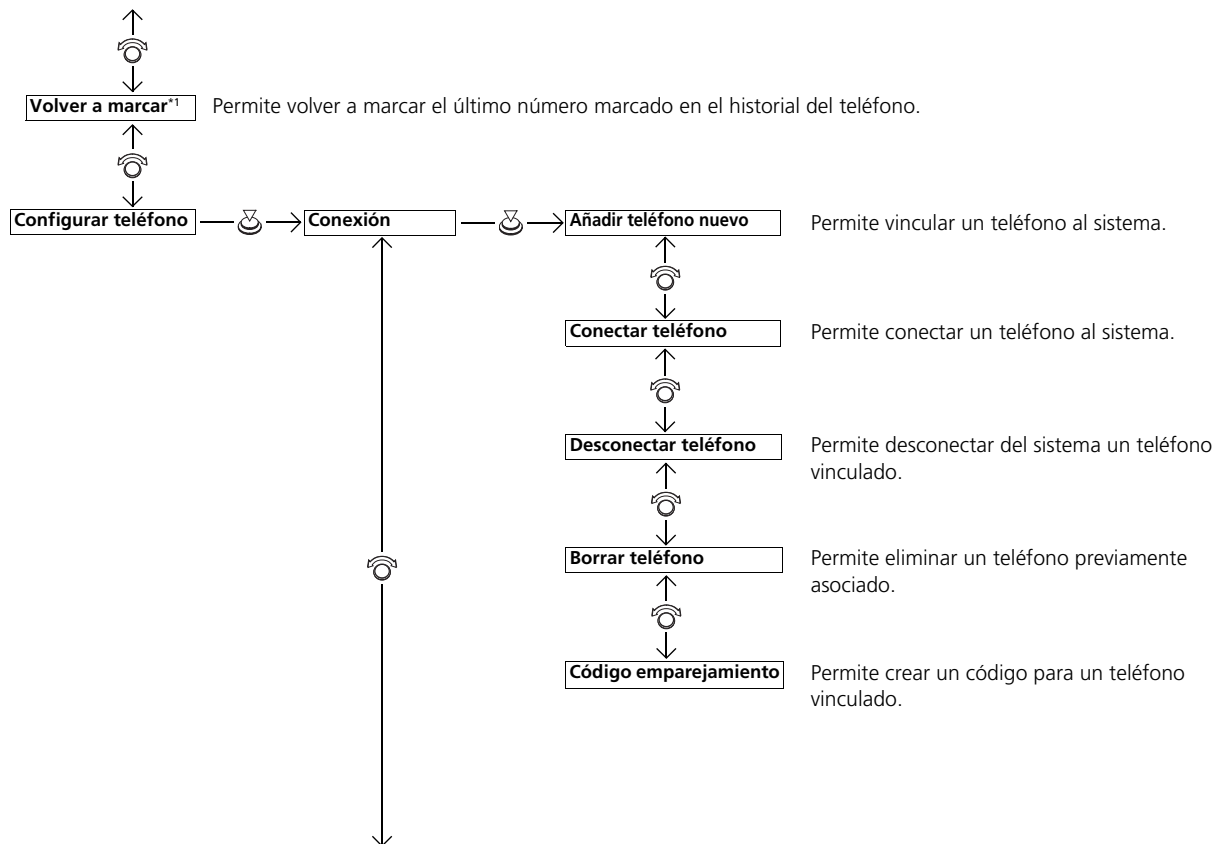 Volver a marcar*1 Permite volver a marcar el último número marcado en el historial del teléfono.
Configurar teléfono Conexión Añadir teléfono nuevo Permite vincular un teléfono al sistema.
Conectar teléfono Permite conectar un teléfono al sistema.
Desconectar teléfono Permite desconectar del sistema un teléfono
vinculado.
Borrar teléfono Permite eliminar un teléfono previamente
asociado.
Código emparejamiento Permite crear un código para un teléfono
vinculado.